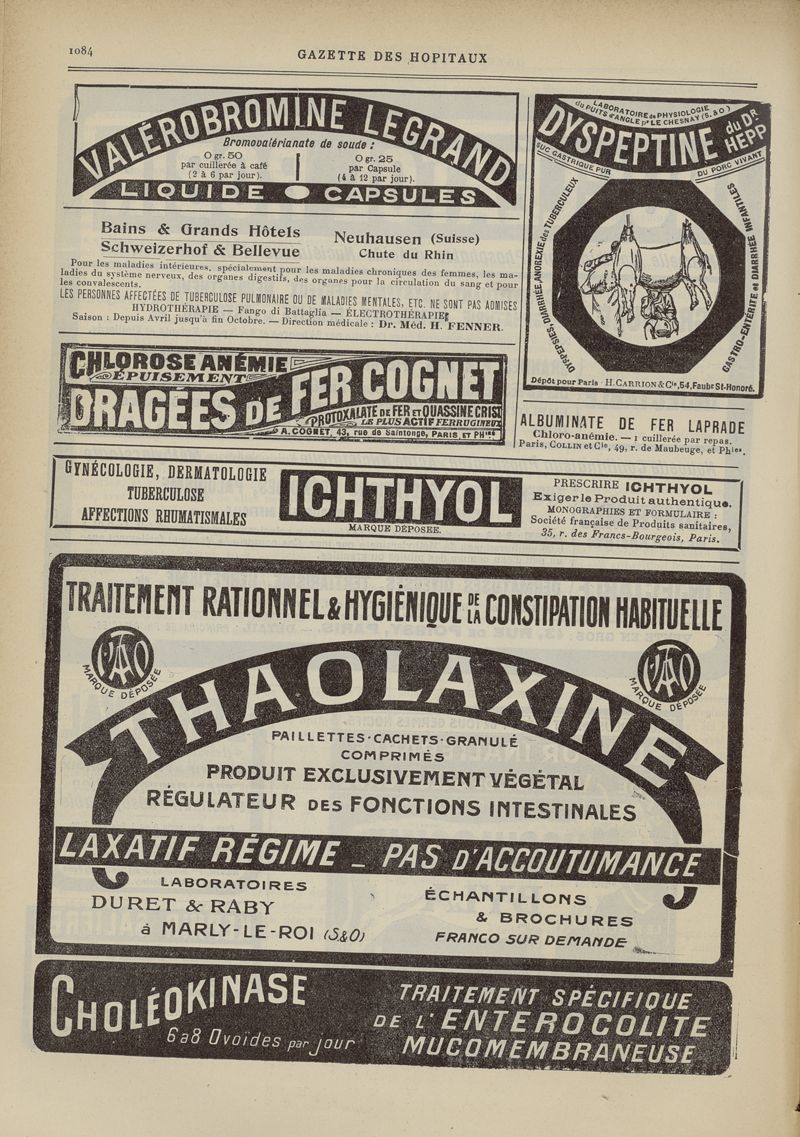 1084
GAZETTE DES HOPITAUX
VALÉROBROMINE LEGRAND
Bromovalérianate de soude :
0 gr. 50
par cuillerée à café
(2 à 6 par jour).
0 gr. 25
par Capsule
(4 à 12 par jour).
LIQUIDE
CAPSULES
LABORATOIRE de PHYSIOLOGIE
du PUITS d'ANGLE pr LE CHESNAY (S. & O)
DYSPEPTINE du DR HEPP
SUC GASTRIQUE PUR
DU PORC VIVANT
DYSPEPSIES, DIARRHÉE ANOREXIE des TUBERCULEUX
GASTRO-ENTÉRITE et DIARRHÉE INFANTILES
Dépôt pour Paris : H. CARRION & Cie, 54, Faubg St-Honoré.
Bains & Grands Hôtels
Schweizerhof & Bellevue
Neuhausen (Suisse)
Chute du Rhin
Pour les maladies intérieures, spécialement pour les maladies chroniques des femmes, les ma-
ladies du système nerveux, des organes digestifs, des organes pour la circulation du sang et pour
les convalescents.
LES PERSONNES AFFECTÉES DE TUBERCULOSE PULMONAIRE OU DE MALADIES MENTALES, ETC. NE SONT PAS ADMISES
HYDROTHÉRAPIE — Fango di Battaglia — ÉLECTROTHÉRAPIE
Saison : Depuis Avril jusqu'à fin Octobre. — Direction médicale : Dr. Méd. H. FENNER.
CHLOROSE ANÉMIE
ÉPUISEMENT
DRAGÉES DE FER COGNET
PROTOXALATE DE FER ET QUASSINE CRIST
LE PLUS ACTIF FERRUGINEUX
A. COGNET, 43, rue de Saintonge, PARIS, ET PHies
ALBUMINATE DE FER LAPRADE
Chloro-anémie. — 1 cuillerée par repas.
Paris, COLLIN et Cie, 49, r. de Maubeuge, et Phies.
GYNÉCOLOGIE, DERMATOLOGIE
TUBERCULOSE
AFFECTIONS RHUMATISMALES
ICHTHYOL
MARQUE DÉPOSÉE.
PRESCRIRE ICHTHYOL
Exiger le Produit authentique.
MONOGRAPHIES ET FORMULAIRE :
Société française de Produits sanitaires,
35, r. des Francs-Bourgeois, Paris.
TRAITEMENT RATIONNEL & HYGIÉNIQUE DE LA CONSTIPATION HABITUELLE
MARQUE DÉPOSÉE
MARQUE DÉPOSÉE
THAOLAXINE
PAILLETTES·CACHETS·GRANULÉ
COMPRIMÉS
PRODUIT EXCLUSIVEMENT VÉGÉTAL
RÉGULATEUR DES FONCTIONS INTESTINALES
LAXATIF RÉGIME _ PAS D'ACCOUTUMANCE
LABORATOIRES
DURET & RABY
à MARLY-LE-ROI (S&O)
ÉCHANTILLONS
& BROCHURES
FRANCO SUR DEMANDE
CHOLÉOKINASE
6 à 8 Ovoïdes par Jour
TRAITEMENT SPÉCIFIQUE
DE L'ENTEROCOLITE
MUCOMEMBRANEUSE